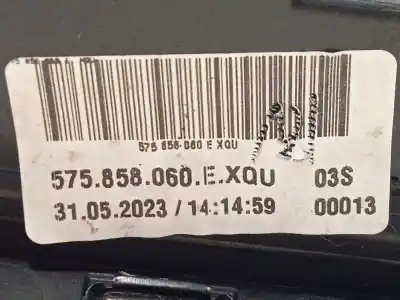 575 858 060 E XQU
575.858.060.E.XQU 03S
31.05.2023 / 14:14:59 00013